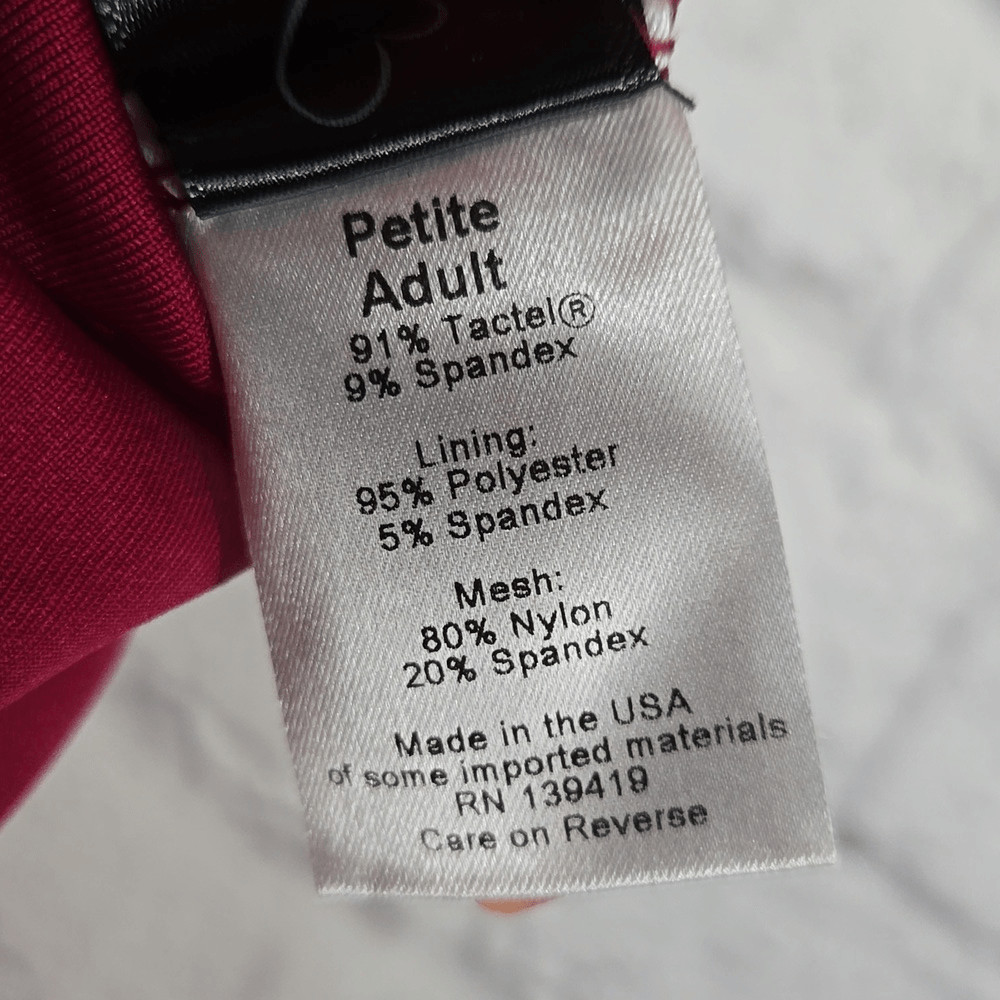 Petite
Adult
91% Tactel®
9% Spandex
Lining:
95% Polyester
5% Spandex
Mesh:
80% Nylon
20% Spandex
Made in the USA
of some imported materials
RN 139419
Care on Reverse